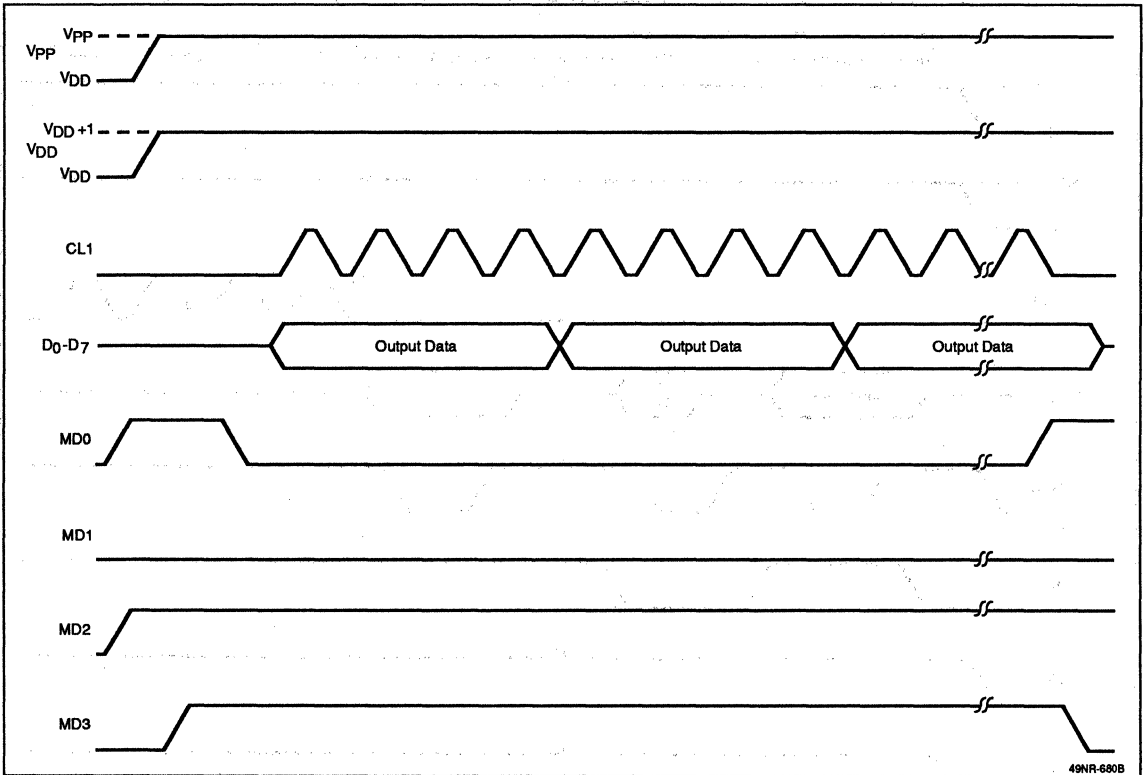 VPP
VPP
VDD
VDD +1
VDD
VDD
CL1
D0-D7
Output Data
Output Data
Output Data
MD0
MD1
MD2
MD3
49NR-680B